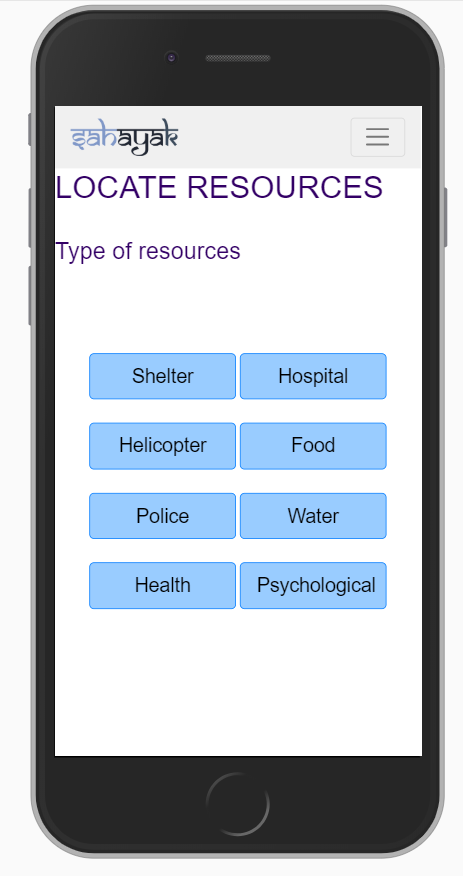 sahayak
LOCATE RESOURCES
Type of resources
Shelter
Hospital
Helicopter
Food
Police
Water
Health
Psychological